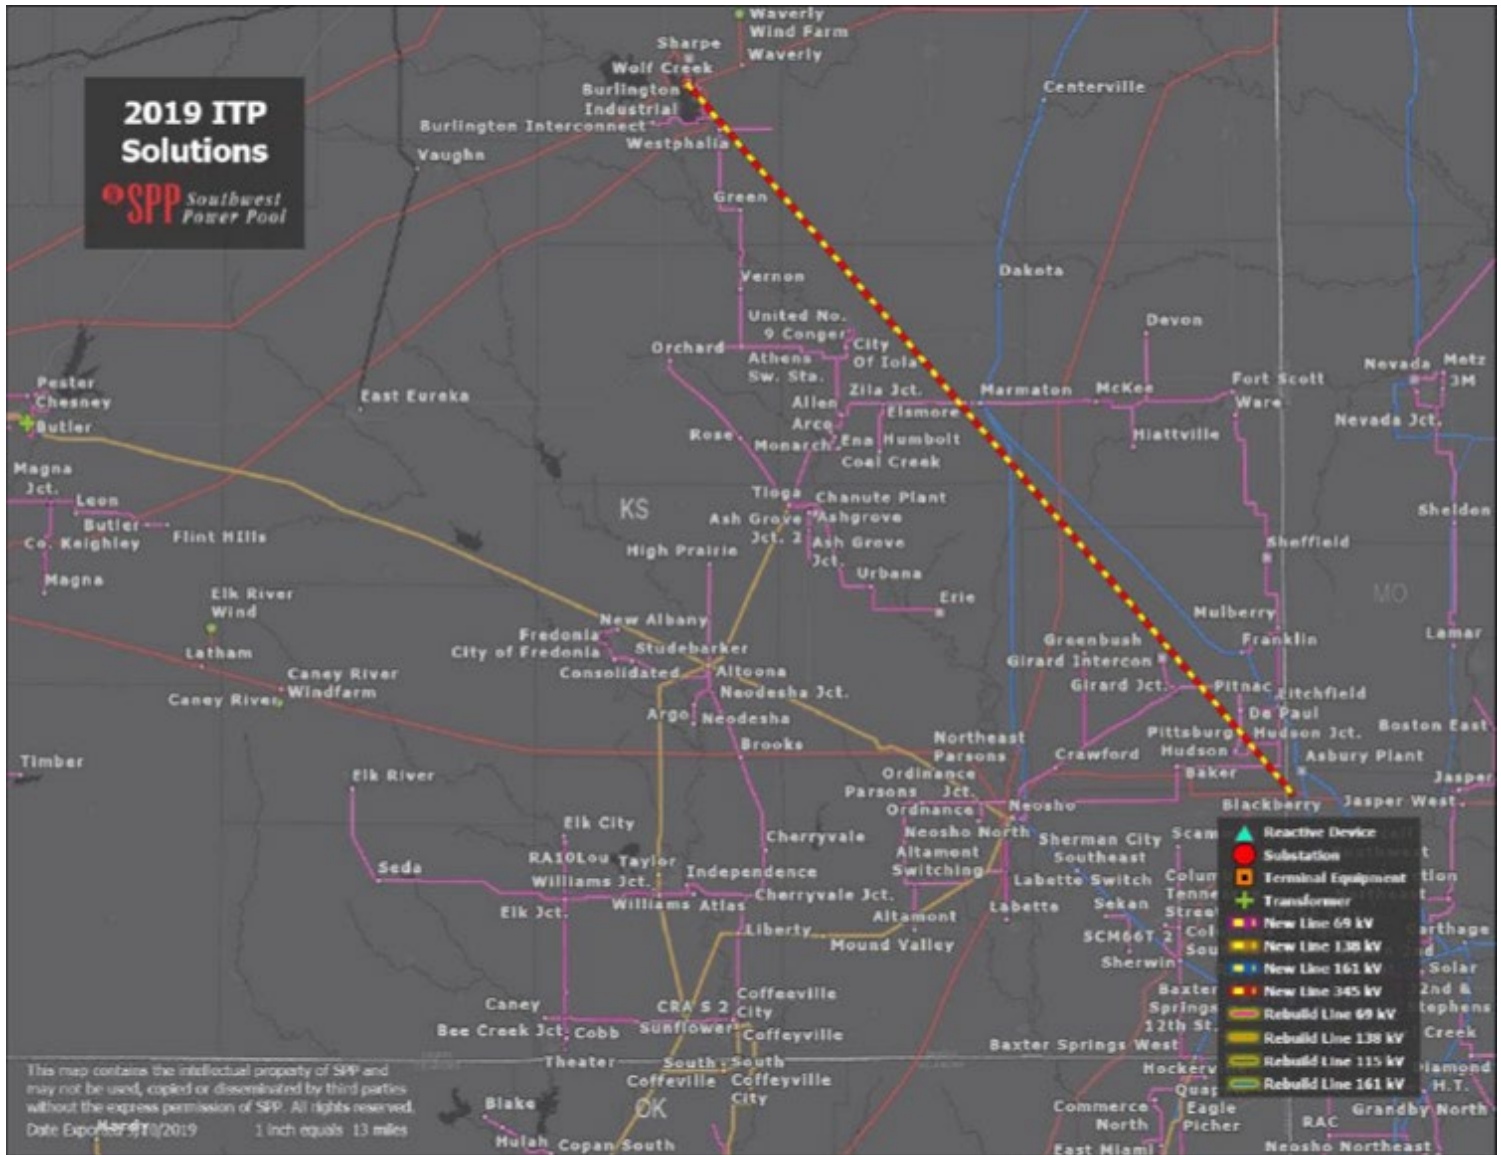 Waverly
Wind Farm
Sharpe
Waverly
Wolf Creek
Burlington
Industrial
Burlington Interconnect
Westphalia
Centerville
2019 ITP
Solutions
SPP Southwest
Power Pool
Vaughn
Green
Vernon
Dakota
United No.
9 Conger
City
Of Iola
Devon
Orchard
Athens
Sw. Sta.
Zila Jct.
Marmaton
McKee
Fort Scott
Ware
Nevada
Metz
3M
Nevada Jct.
Pester
Chesney
Butler
East Eureka
Allen
Elsmore
Arco
Rose
Monarch
Ena
Humbolt
Coal Creek
Hiattville
Magna
Jct.
Leon
Butler
Co. Keighley
Flint Hills
Magna
KS
Tioga
Chanute Plant
Ash Grove
Jct. 2
Ashgrove
Ash Grove
Jct.
High Prairie
Urbana
Erie
Sheldon
Sheffield
MO
Elk River
Wind
Latham
Caney River
Windfarm
Caney River
New Albany
Fredonia
City of Fredonia
Studebarker
Consolidated
Altoona
Neodesha Jct.
Argo
Neodesha
Brooks
Mulberry
Greenbush
Franklin
Lamar
Girard Intercon
Girard Jct.
Pitnac
Litchfield
De Paul
Pittsburg
Hudson Jct.
Hudson
Boston East
Northeast
Parsons
Crawford
Asbury Plant
Timber
Elk River
Ordinance
Jct.
Parsons
Ordnance
Neosho
Baker
Blackberry
Jasper
Jasper West
Elk City
Cherryvale
Neosho North
Sherman City
Southeast
Altamont
Switching
Labette Switch
RA10Lou
Taylor
Williams Jct.
Independence
Seda
Elk Jct.
Williams
Atlas
Cherryvale Jct.
Altamont
Labette
Sekan
SCM66T 2
Sherwin
Liberty
Mound Valley
Reactive Device
Substation
Terminal Equipment
Transformer
New Line 69 kV
New Line 138 kV
New Line 161 kV
New Line 345 kV
Rebuild Line 69 kV
Rebuild Line 138 kV
Rebuild Line 115 kV
Rebuild Line 161 kV
Solar
Creek
H.T.
Caney
CRA S 2
Coffeeville
City
Bee Creek Jct.
Cobb
Sunflower
Coffeyville
Baxter
Springs
12th St.
Baxter Springs West
Theater
South
Coffeville
South
Coffeyville
City
OK
Blake
Hulah
Copan South
Commerce
North
Eagle
Picher
East Miami
RAC
Grandby North
Neosho Northeast
This map contains the intellectual property of SPP and
may not be used, copied or disseminated by third parties
without the express permission of SPP. All rights reserved.
Hardy
Date Exported
1 inch equals 13 miles